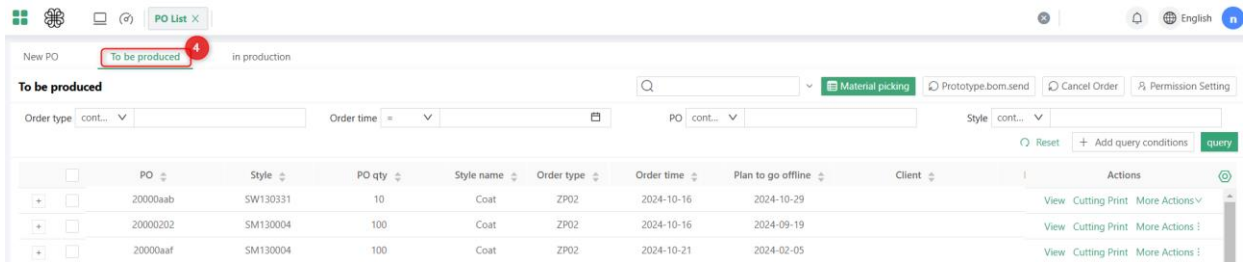 PO List X English n
New PO To be produced 4 in production
To be produced Material picking Prototype.bom.send Cancel Order Permission Setting
Order type cont... Order time = PO cont... Style cont...
Reset + Add query conditions query
PO Style PO qty Style name Order type Order time Plan to go offline Client Actions
+ 20000aab SW130331 10 Coat ZP02 2024-10-16 2024-10-29 View Cutting Print More Actions
+ 20000202 SM130004 100 Coat ZP02 2024-10-16 2024-09-19 View Cutting Print More Actions
+ 20000aaf SM130004 100 Coat ZP02 2024-10-21 2024-02-05 View Cutting Print More Actions